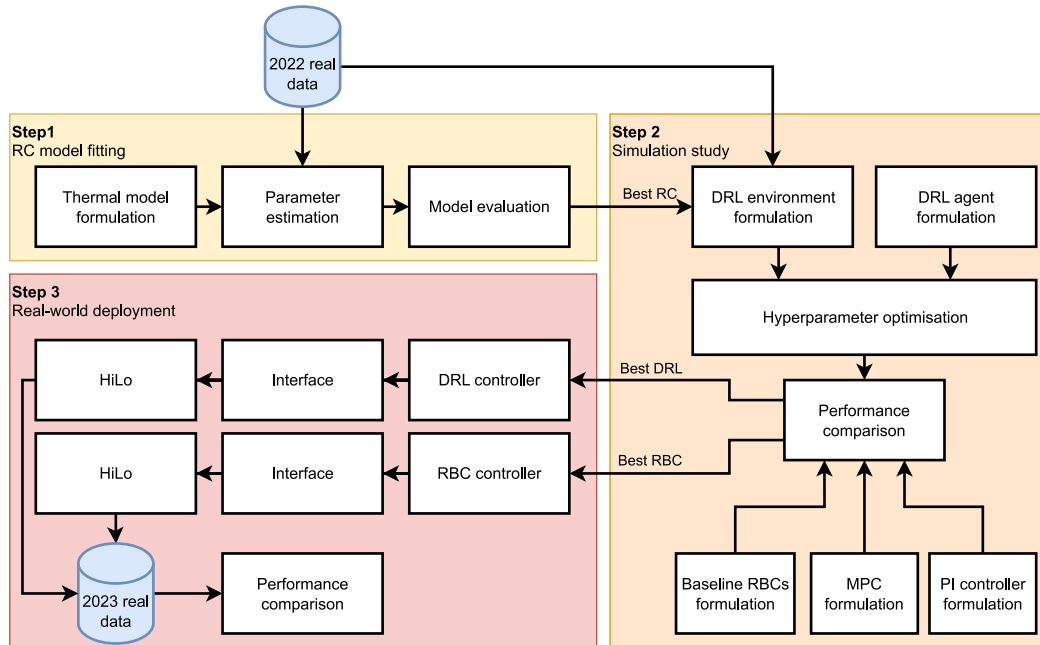 2022 real
data
Step1
RC model fitting
Thermal model
formulation
Parameter
estimation
Model evaluation
Best RC
Step 2
Simulation study
DRL environment
formulation
DRL agent
formulation
Hyperparameter optimisation
Performance
comparison
Baseline RBCs
formulation
MPC
formulation
PI controller
formulation
Best DRL
Best RBC
Step 3
Real-world deployment
HiLo
Interface
DRL controller
HiLo
Interface
RBC controller
2023 real
data
Performance
comparison